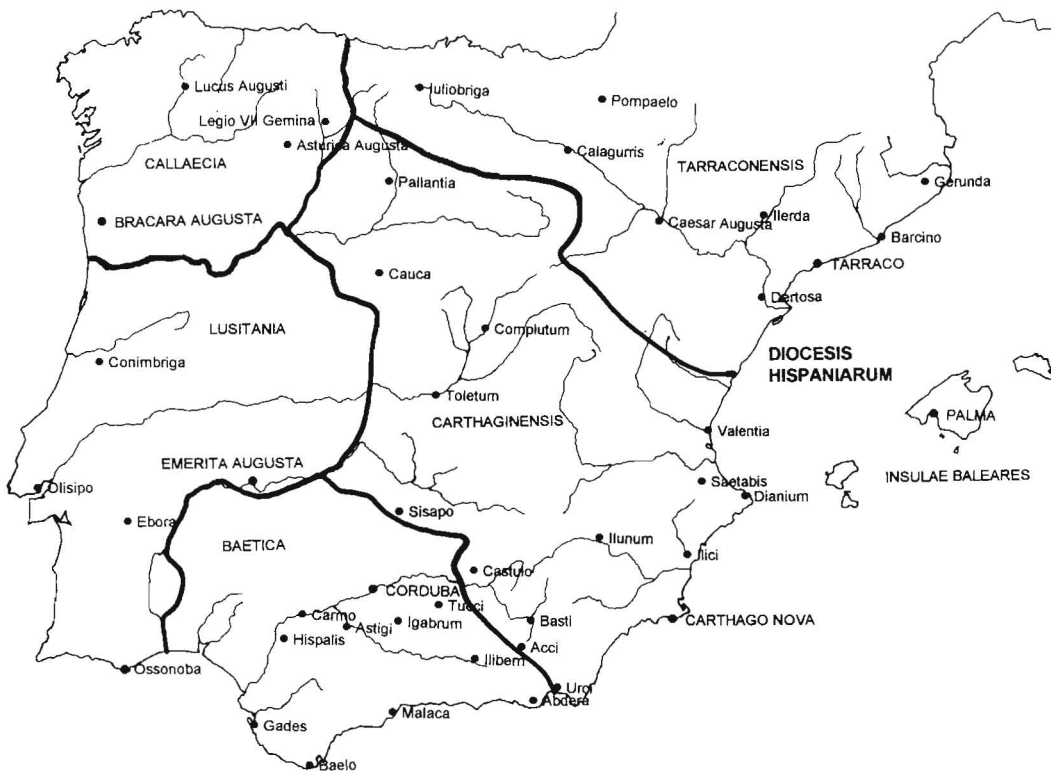 Lucus Augusti
Iuliobriga
Pompaelo
Legio VII Gemina
Asturica Augusta
Calagurris
CALLAECIA
TARRACONENSIS
Pallantia
Gerunda
BRACARA AUGUSTA
Caesar Augusta
Ilerda
Barcino
TARRACO
Cauca
Dertosa
LUSITANIA
Complutum
DIOCESIS
HISPANIARUM
Conimbriga
Toletum
CARTHAGINENSIS
PALMA
Valentia
EMERITA AUGUSTA
INSULAE BALEARES
Olisipo
Saetabis
Dianium
Ebora
Sisapo
BAETICA
Ilunum
Ilici
Castulo
CORDUBA
Tucci
Carmo
Igabrum
Basti
CARTHAGO NOVA
Astigi
Hispalis
Acci
Iliberri
Ossonoba
Urci
Abdera
Malaca
Gades
Baelo